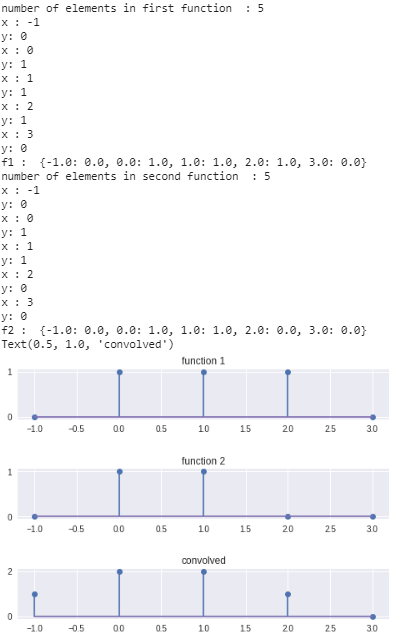 number of elements in first function  : 5
x : -1
y: 0
x : 0
y: 1
x : 1
y: 1
x : 2
y: 1
x : 3
y: 0
f1 :  {-1.0: 0.0, 0.0: 1.0, 1.0: 1.0, 2.0: 1.0, 3.0: 0.0}
number of elements in second function  : 5
x : -1
y: 0
x : 0
y: 1
x : 1
y: 1
x : 2
y: 0
x : 3
y: 0
f2 :  {-1.0: 0.0, 0.0: 1.0, 1.0: 1.0, 2.0: 0.0, 3.0: 0.0}
Text(0.5, 1.0, 'convolved')
function 1
1
0
−1.0 −0.5 0.0 0.5 1.0 1.5 2.0 2.5 3.0
function 2
1
0
−1.0 −0.5 0.0 0.5 1.0 1.5 2.0 2.5 3.0
convolved
2
0
−1.0 −0.5 0.0 0.5 1.0 1.5 2.0 2.5 3.0